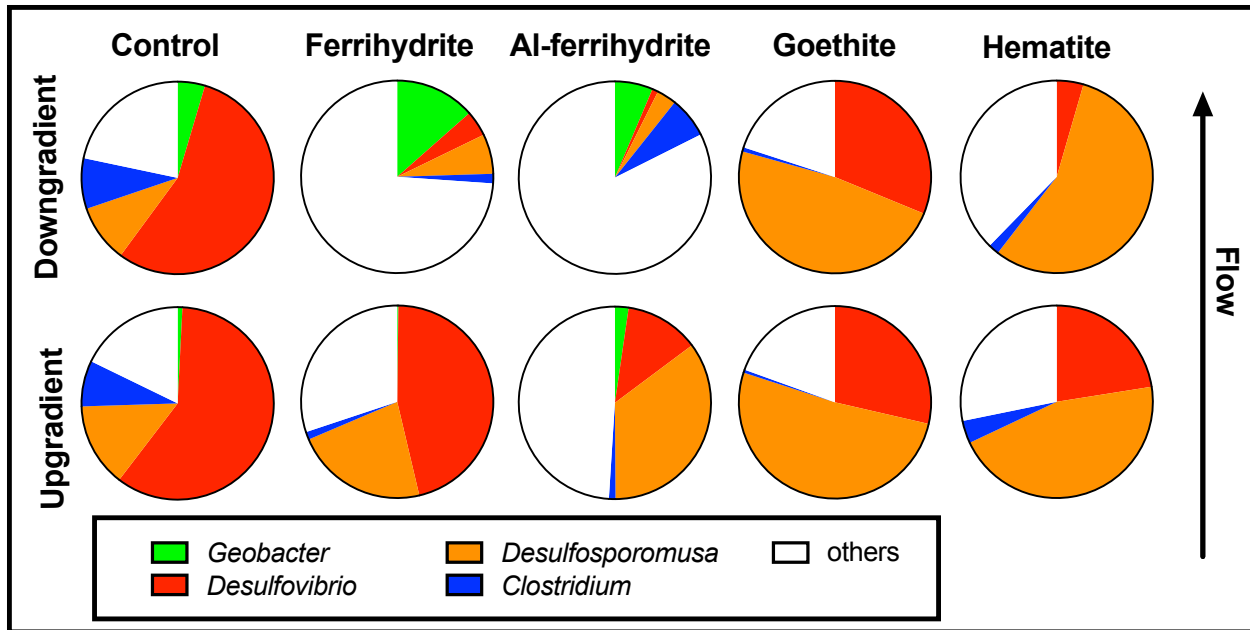 Control Ferrihydrite Al-ferrihydrite Goethite Hematite
Downgradient
Upgradient
Flow
Geobacter Desulfosporomusa others
Desulfovibrio Clostridium